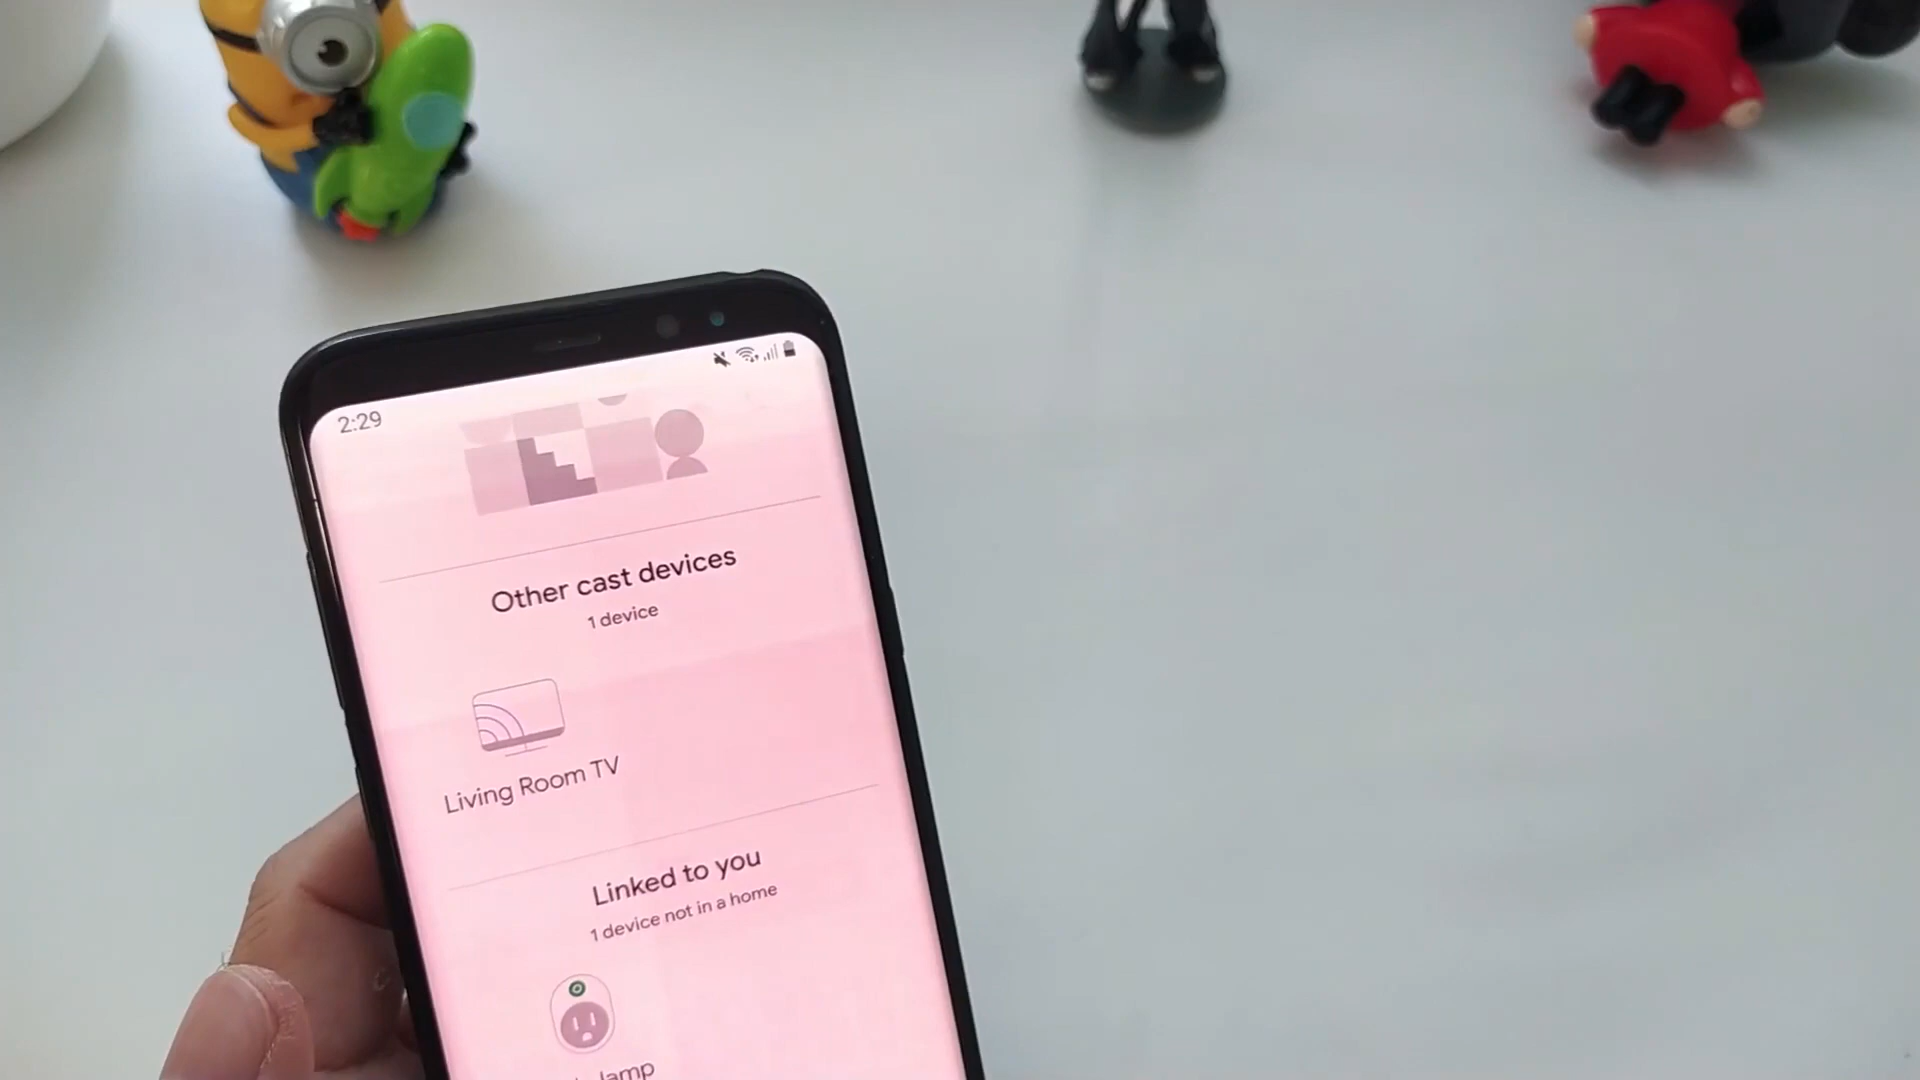 2:29
Other cast devices
1 device
Living Room TV
Linked to you
1 device not in a home
lamp